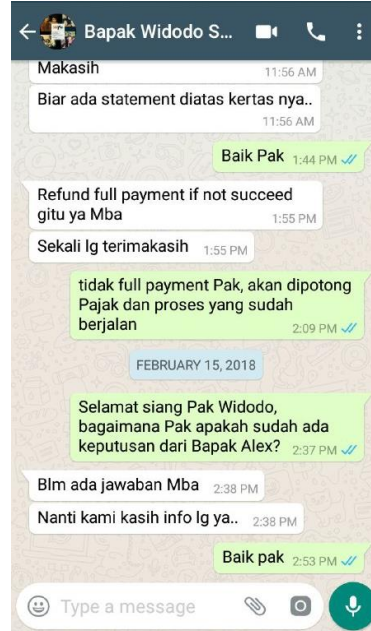 Bapak Widodo S...
Makasih
11:56 AM
Biar ada statement diatas kertas nya..
11:56 AM
Baik Pak 1:44 PM
Refund full payment if not succeed
gitu ya Mba
1:55 PM
Sekali lg terimakasih 1:55 PM
tidak full payment Pak, akan dipotong
Pajak dan proses yang sudah
berjalan
2:09 PM
FEBRUARY 15, 2018
Selamat siang Pak Widodo,
bagaimana Pak apakah sudah ada
keputusan dari Bapak Alex? 2:37 PM
Blm ada jawaban Mba 2:38 PM
Nanti kami kasih info lg ya.. 2:38 PM
Baik pak 2:53 PM
Type a message